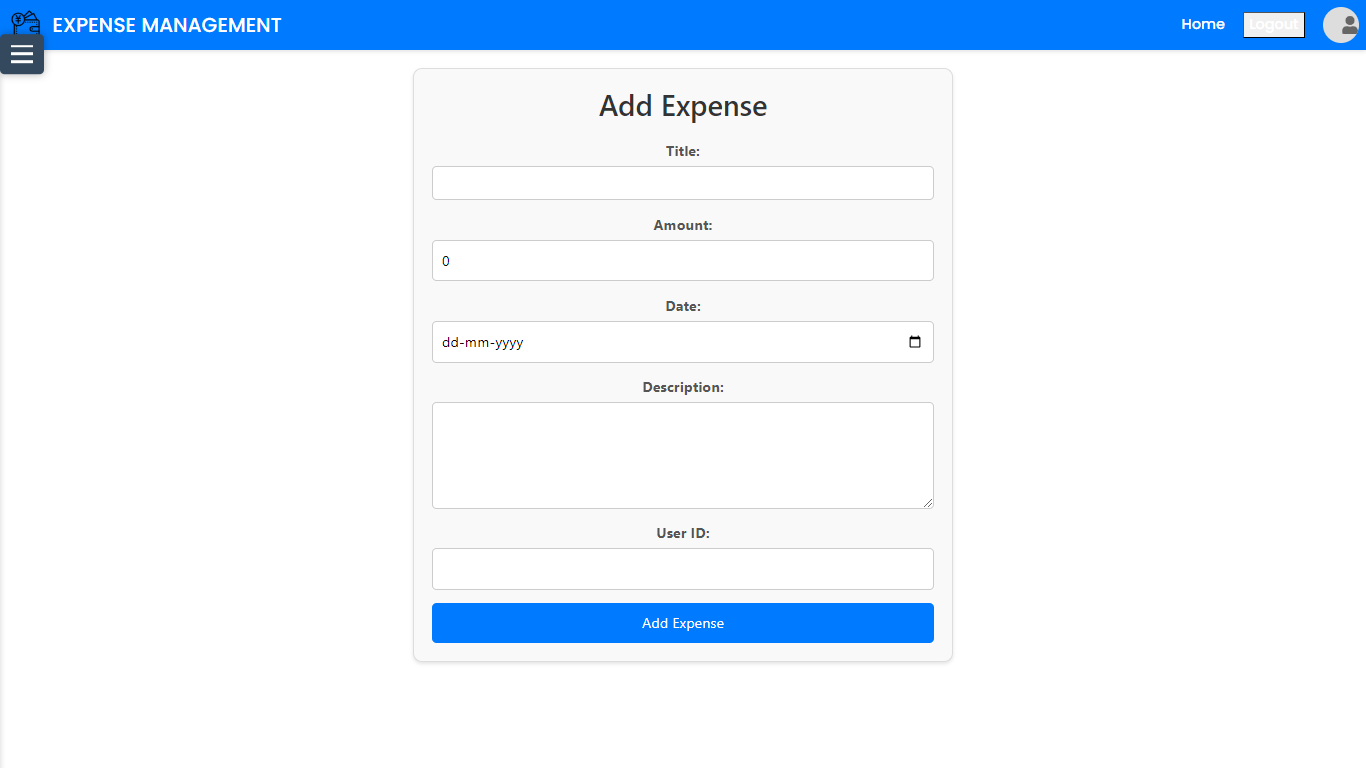 EXPENSE MANAGEMENT
Home
Logout
Add Expense
Title:
Amount:
0
Date:
dd-mm-yyyy
Description:
User ID:
Add Expense